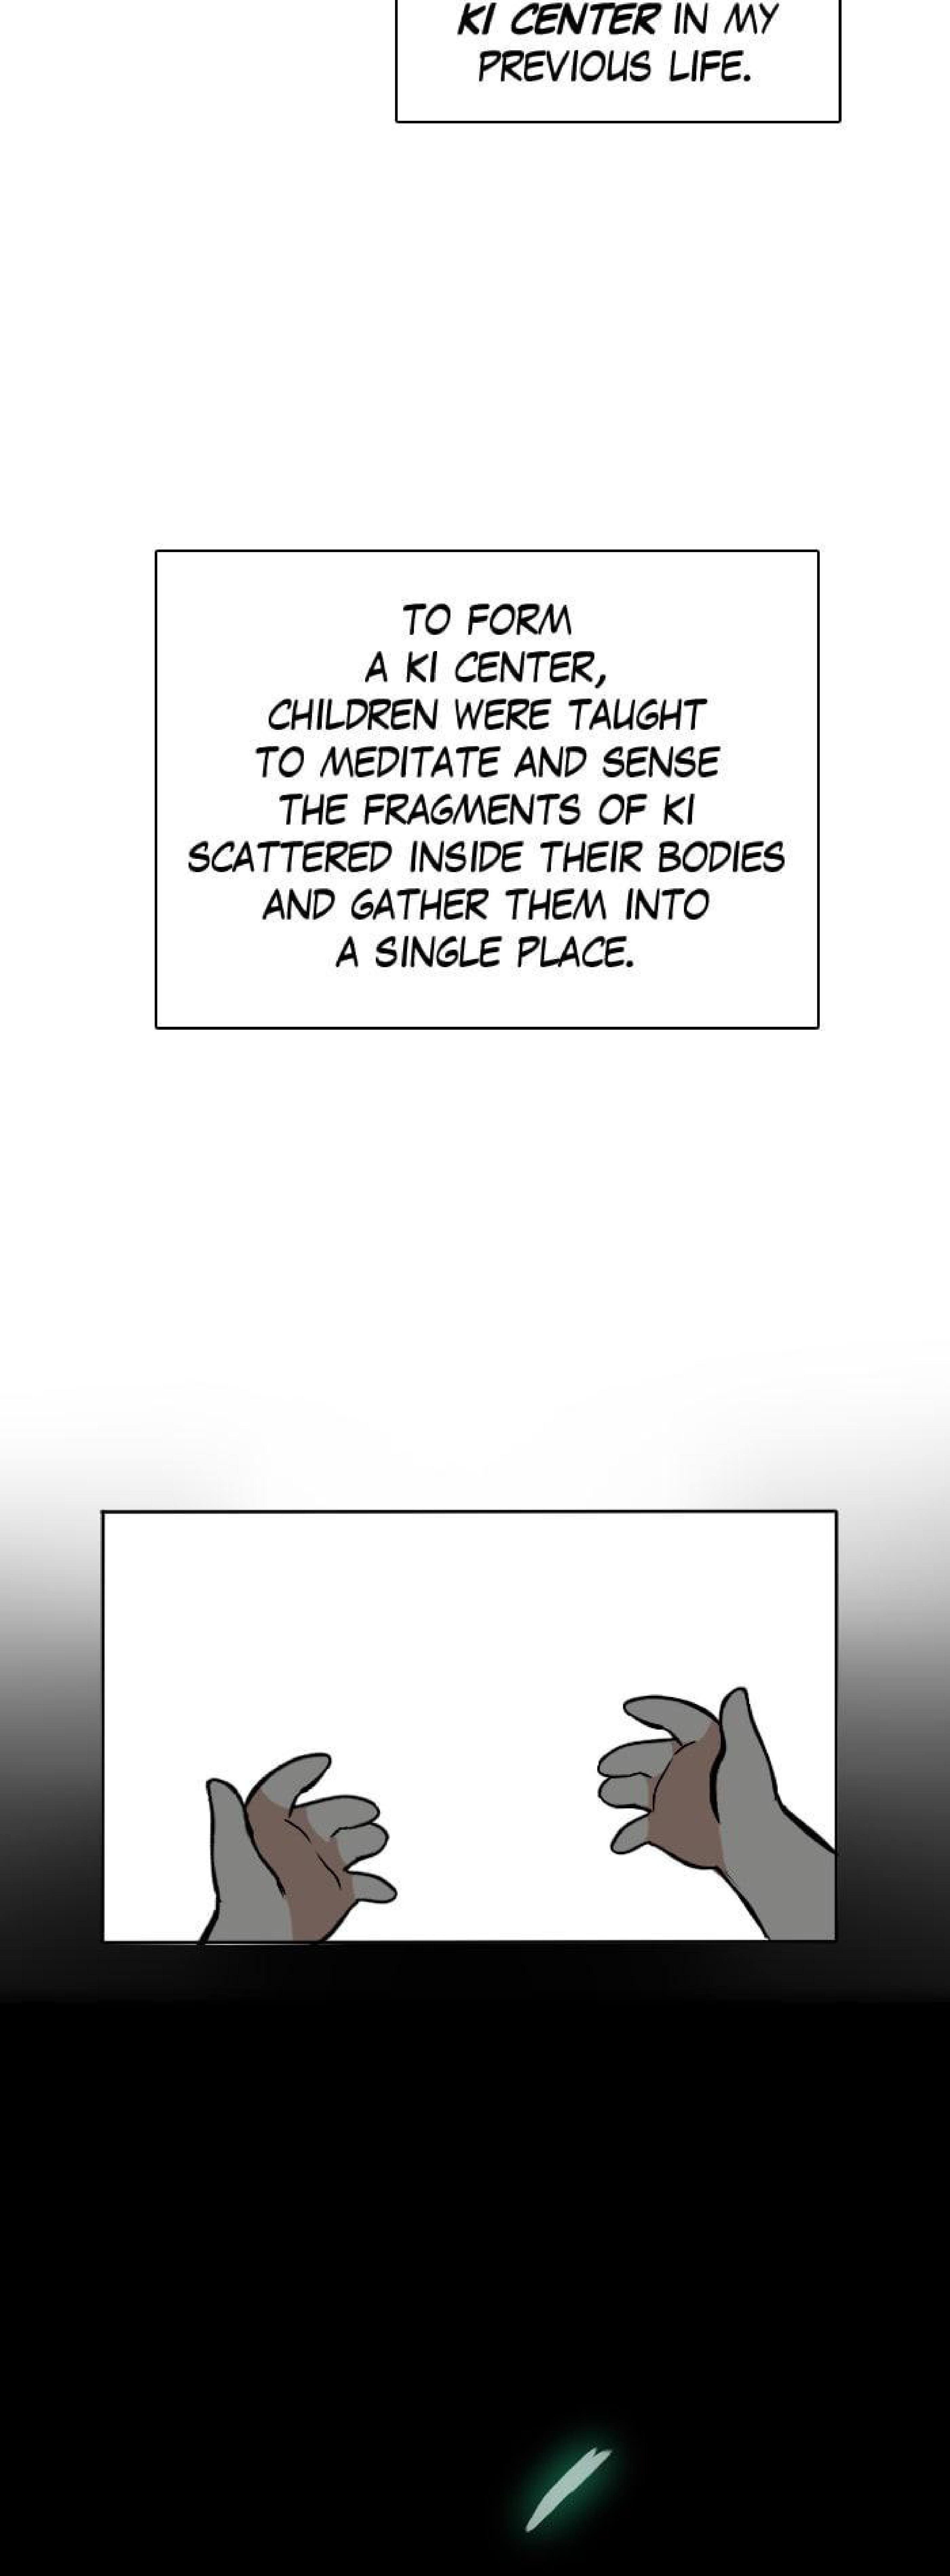 KI CENTER IN MY
PREVIOUS LIFE.
TO FORM
A KI CENTER,
CHILDREN WERE TAUGHT
TO MEDITATE AND SENSE
THE FRAGMENTS OF KI
SCATTERED INSIDE THEIR BODIES
AND GATHER THEM INTO
A SINGLE PLACE.